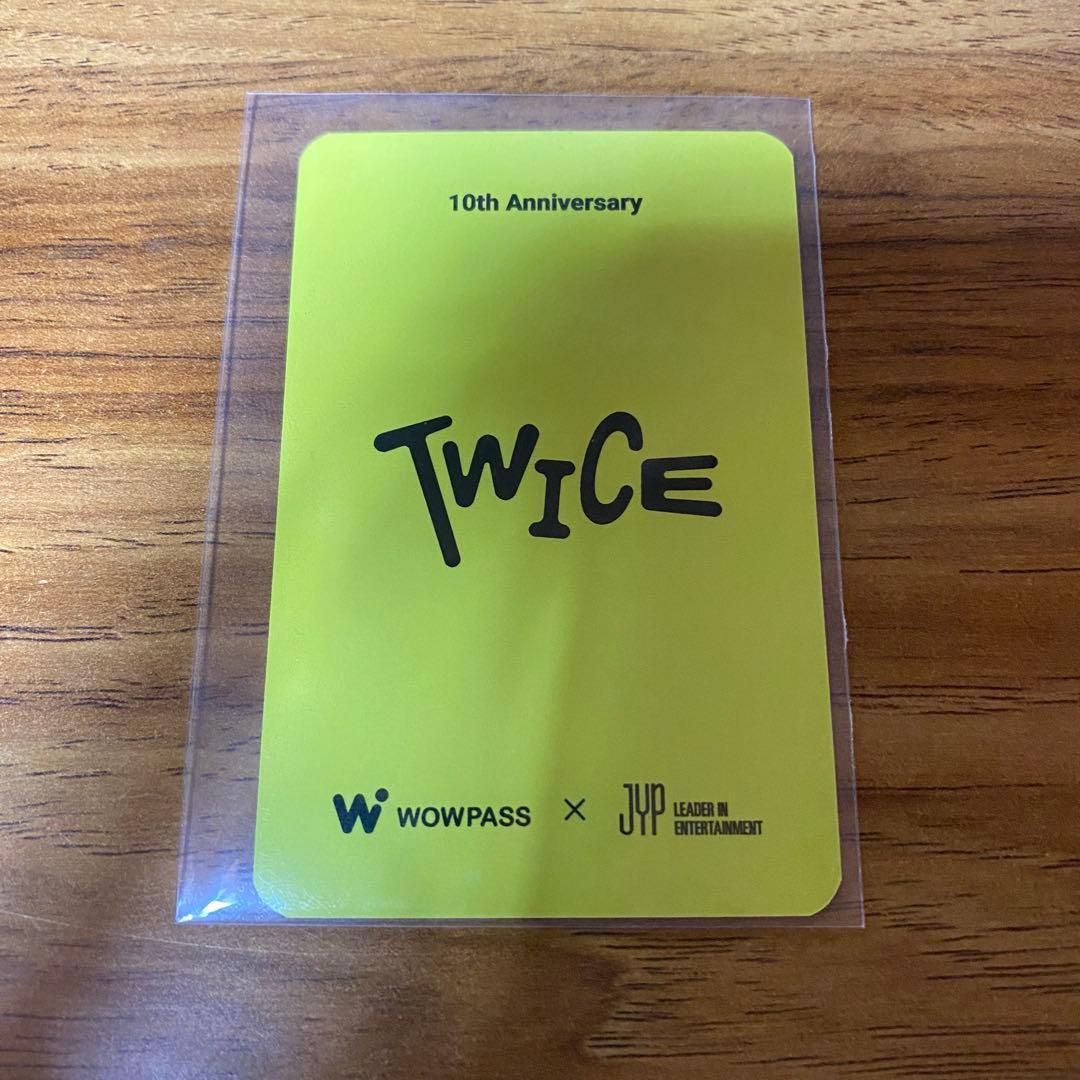 10th Anniversary
TWICE
W WOWPASS × JYP LEADER IN
ENTERTAINMENT